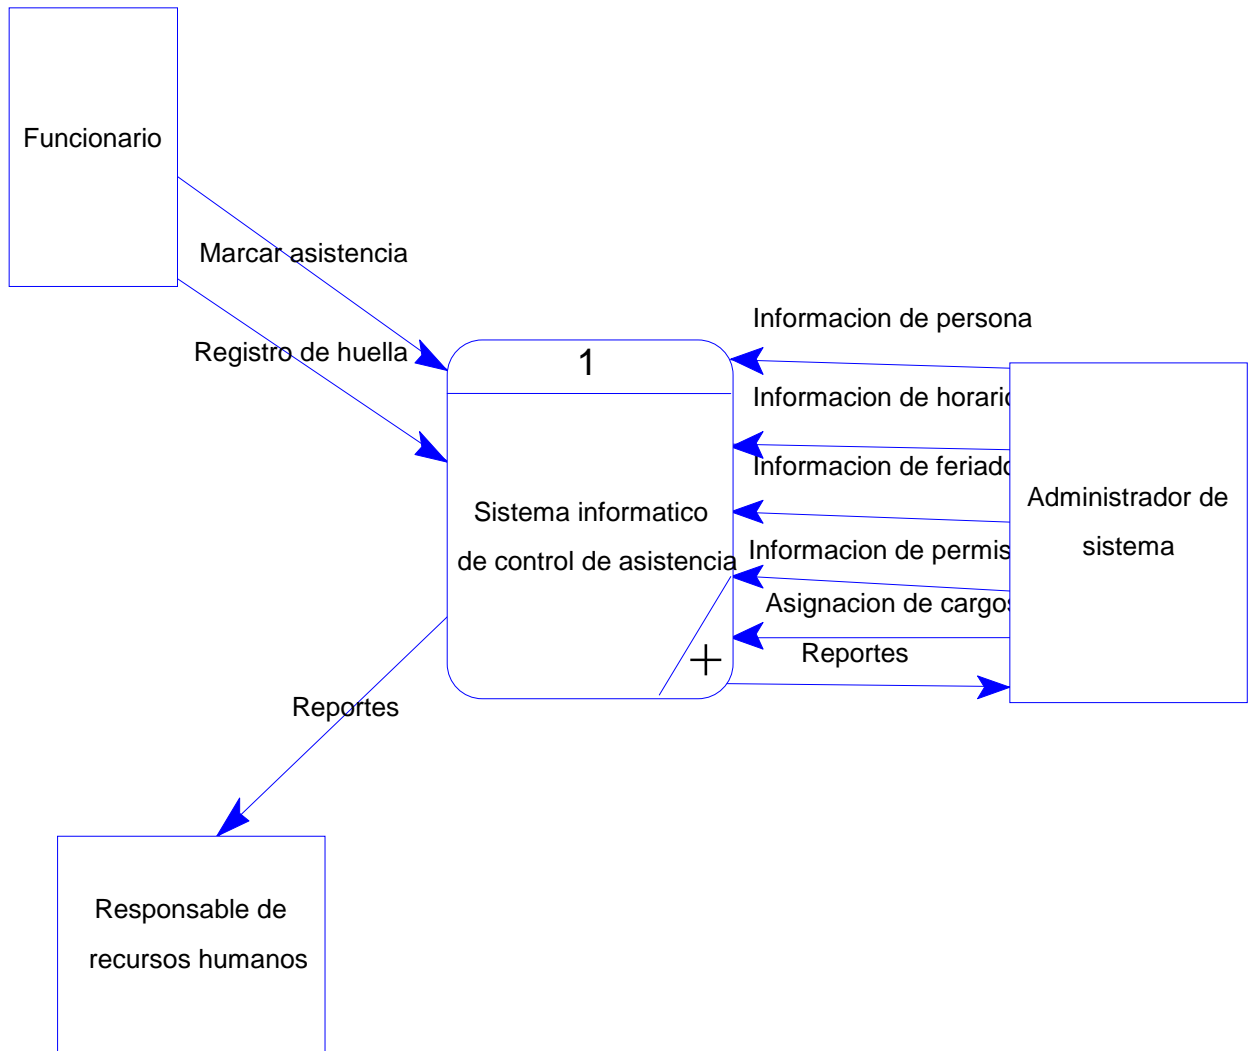 Funcionario
Marcar asistencia
Registro de huella
1
Sistema informatico
de control de asistencia
Informacion de persona
Informacion de horario
Informacion de feriado
Informacion de permis
Asignacion de cargos
Reportes
Administrador de
sistema
Reportes
Responsable de
recursos humanos